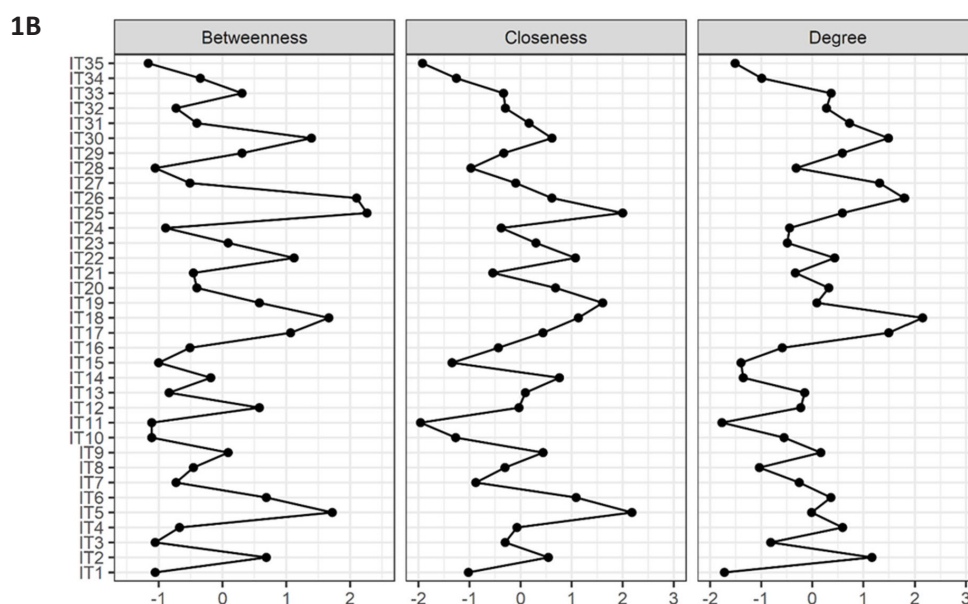 1B
Betweenness Closeness Degree
IT35
IT34
IT33
IT32
IT31
IT30
IT29
IT28
IT27
IT26
IT25
IT24
IT23
IT22
IT21
IT20
IT19
IT18
IT17
IT16
IT15
IT14
IT13
IT12
IT11
IT10
IT9
IT8
IT7
IT6
IT5
IT4
IT3
IT2
IT1
-1 0 1 2 -2 -1 0 1 2 3 -2 -1 0 1 2 3